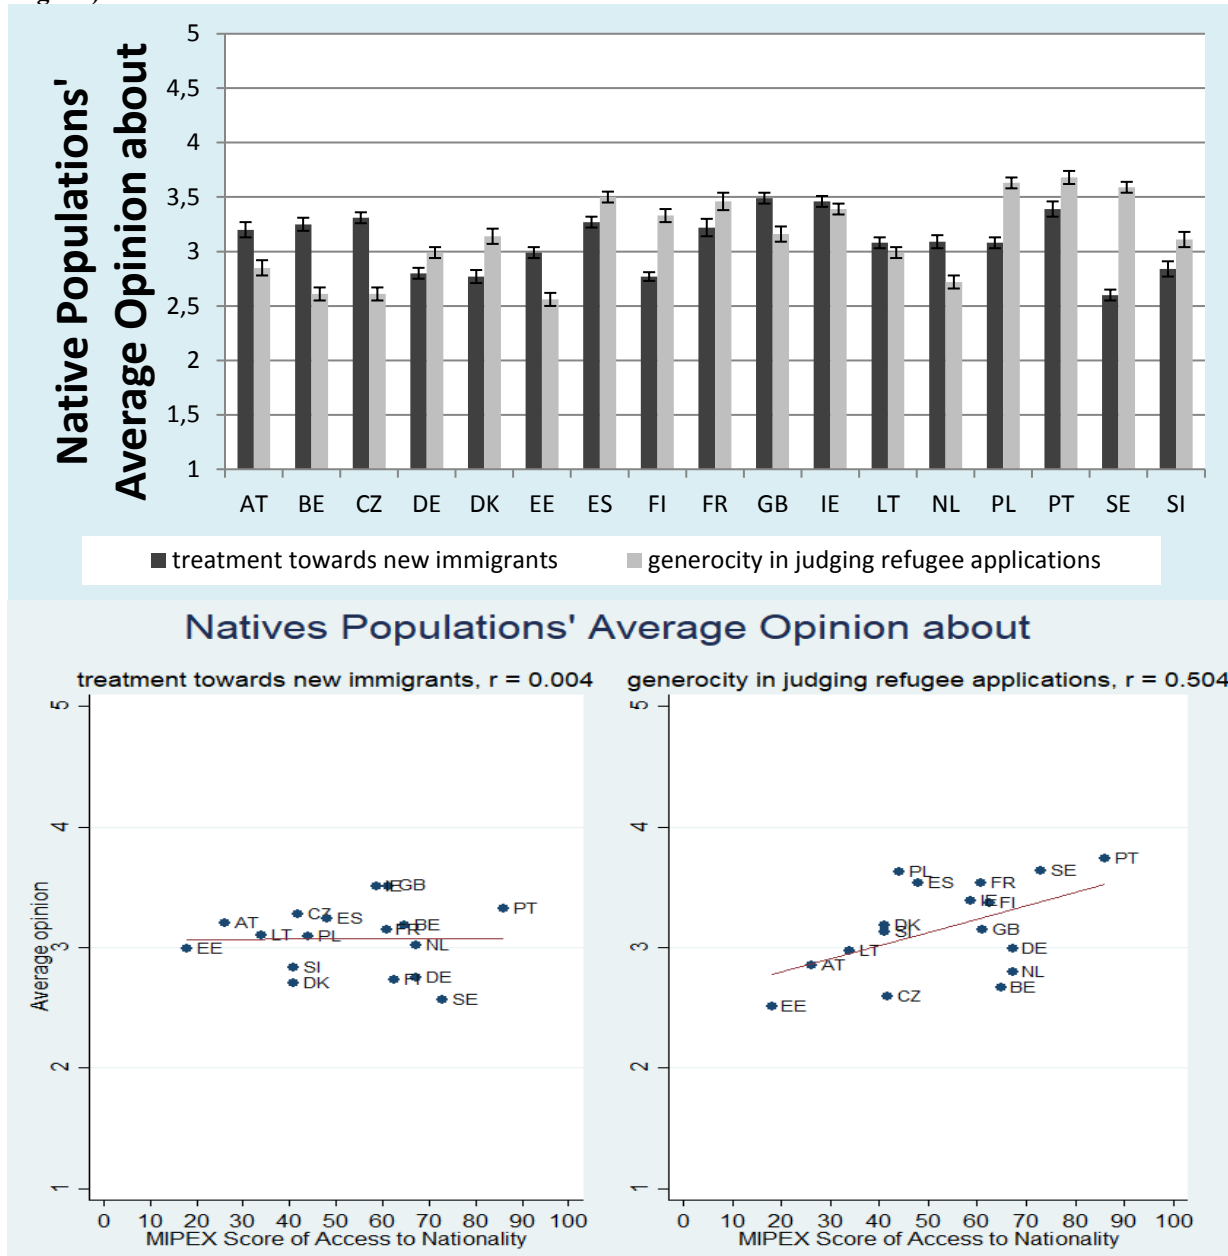 Native Populations'
Average Opinion about
5
4,5
4
3,5
3
2,5
2
1,5
1
AT BE CZ DE DK EE ES FI FR GB IE LT NL PL PT SE SI
treatment towards new immigrants generocity in judging refugee applications
Natives Populations' Average Opinion about
treatment towards new immigrants, r = 0.004
Average opinion
5
4
3
2
1
IE GB
PT
CZ ES
AT BE
FR
LT PL
EE NL
SI
DK FI DE
SE
0 10 20 30 40 50 60 70 80 90 100
MIPEX Score of Access to Nationality
generocity in judging refugee applications, r = 0.504
5
4
3
2
1
PT
PL SE
ES FR
IE FI
DK
SI GB
LT DE
AT NL
BE
CZ
EE
0 10 20 30 40 50 60 70 80 90 100
MIPEX Score of Access to Nationality